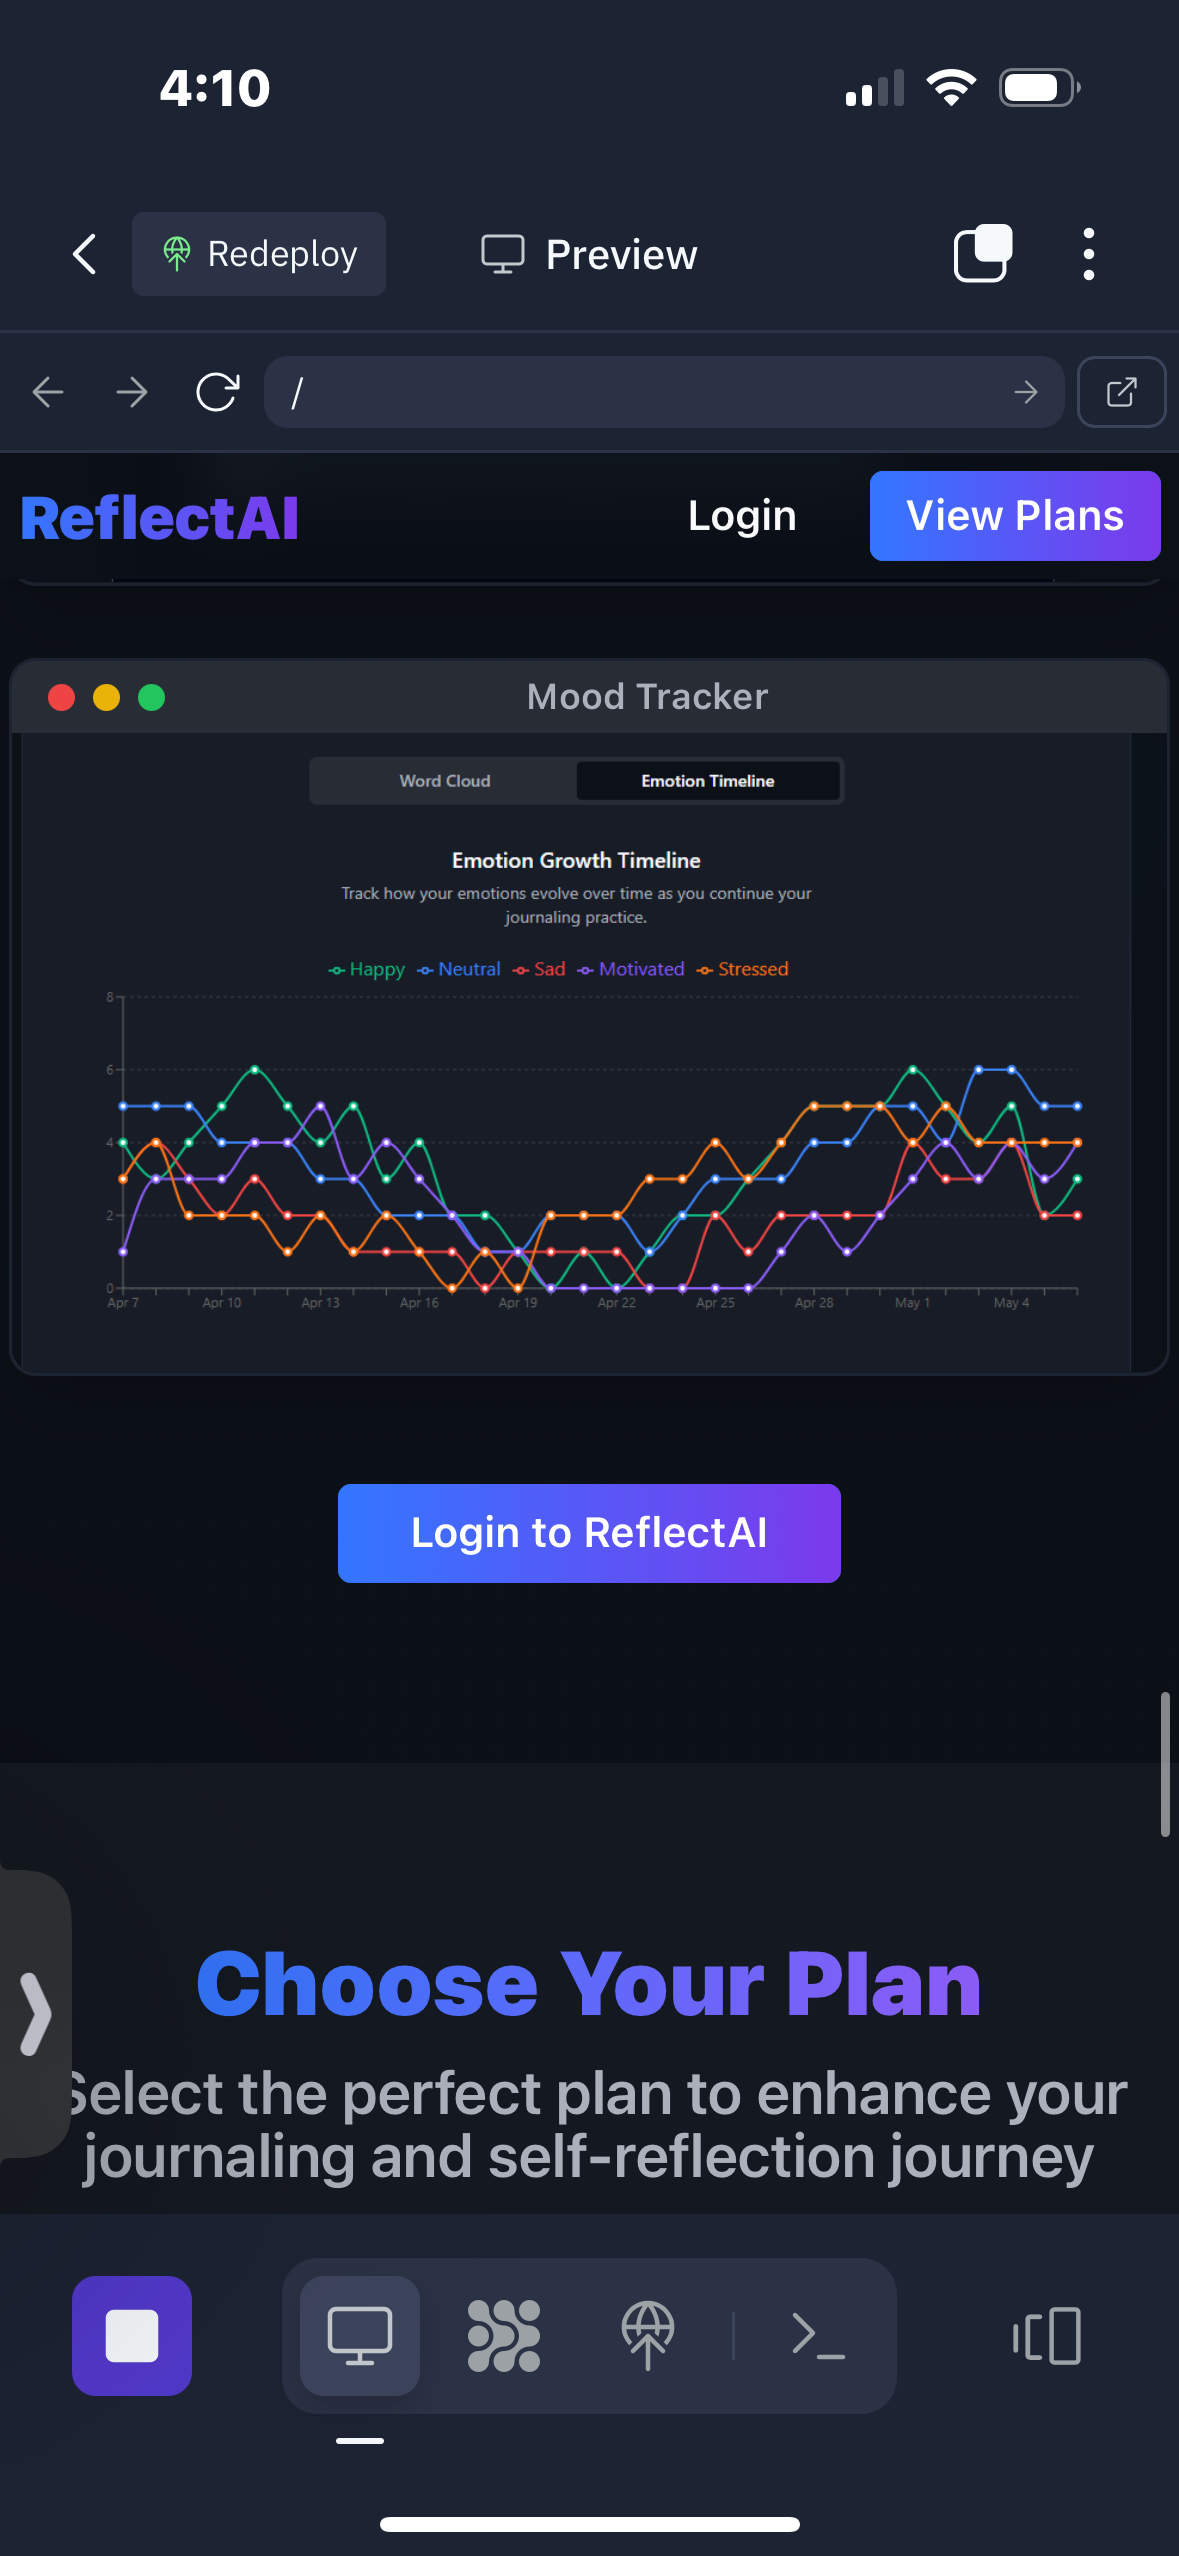 4:10
Redeploy
Preview
/
ReflectAI
Login
View Plans
Mood Tracker
Word Cloud
Emotion Timeline
Emotion Growth Timeline
Track how your emotions evolve over time as you continue your
journaling practice.
Happy Neutral Sad Motivated Stressed
8
6
4
2
0
Apr 7 Apr 10 Apr 13 Apr 16 Apr 19 Apr 22 Apr 25 Apr 28 May 1 May 4
Login to ReflectAI
Choose Your Plan
Select the perfect plan to enhance your
journaling and self-reflection journey